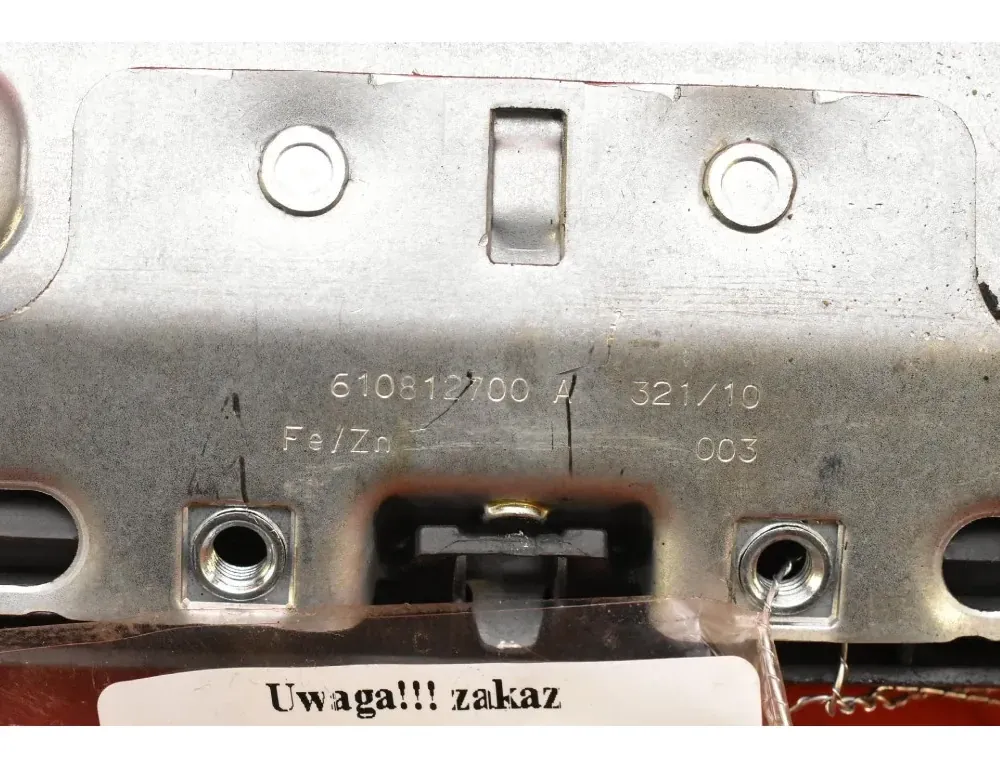 610812700 A 321/10
Fe/Zn 003
Uwaga!!! zakaz